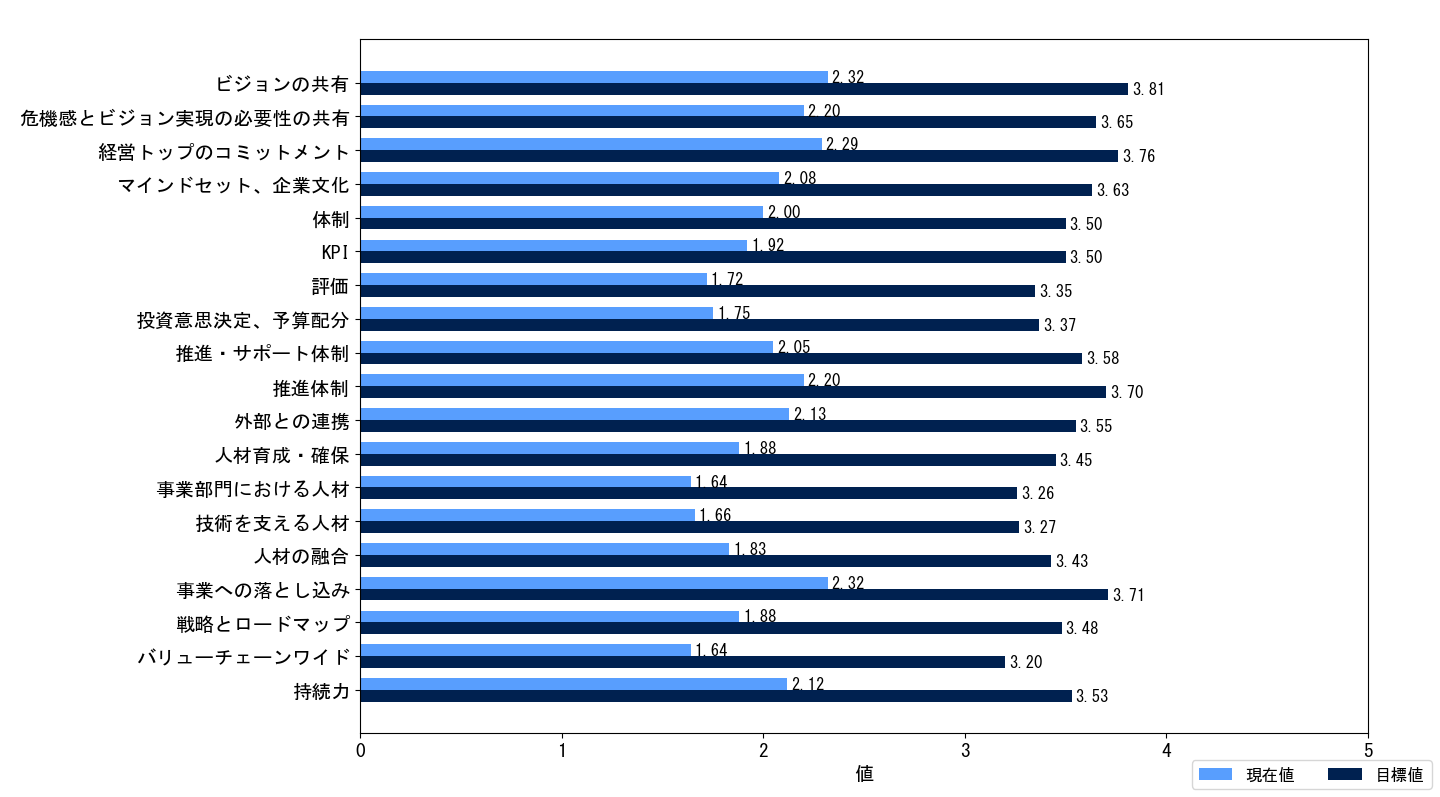 ビジョンの共有 2.32 3.81
危機感とビジョン実現の必要性の共有 2.20 3.65
経営トップのコミットメント 2.29 3.76
マインドセット、企業文化 2.08 3.63
体制 2.00 3.50
KPI 1.92 3.50
評価 1.72 3.35
投資意思決定、予算配分 1.75 3.37
推進・サポート体制 2.05 3.58
推進体制 2.20 3.70
外部との連携 2.13 3.55
人材育成・確保 1.88 3.45
事業部門における人材 1.64 3.26
技術を支える人材 1.66 3.27
人材の融合 1.83 3.43
事業への落とし込み 2.32 3.71
戦略とロードマップ 1.88 3.48
バリューチェーンワイド 1.64 3.20
持続力 2.12 3.53
0 1 2 3 4 5
値
現在値 目標値